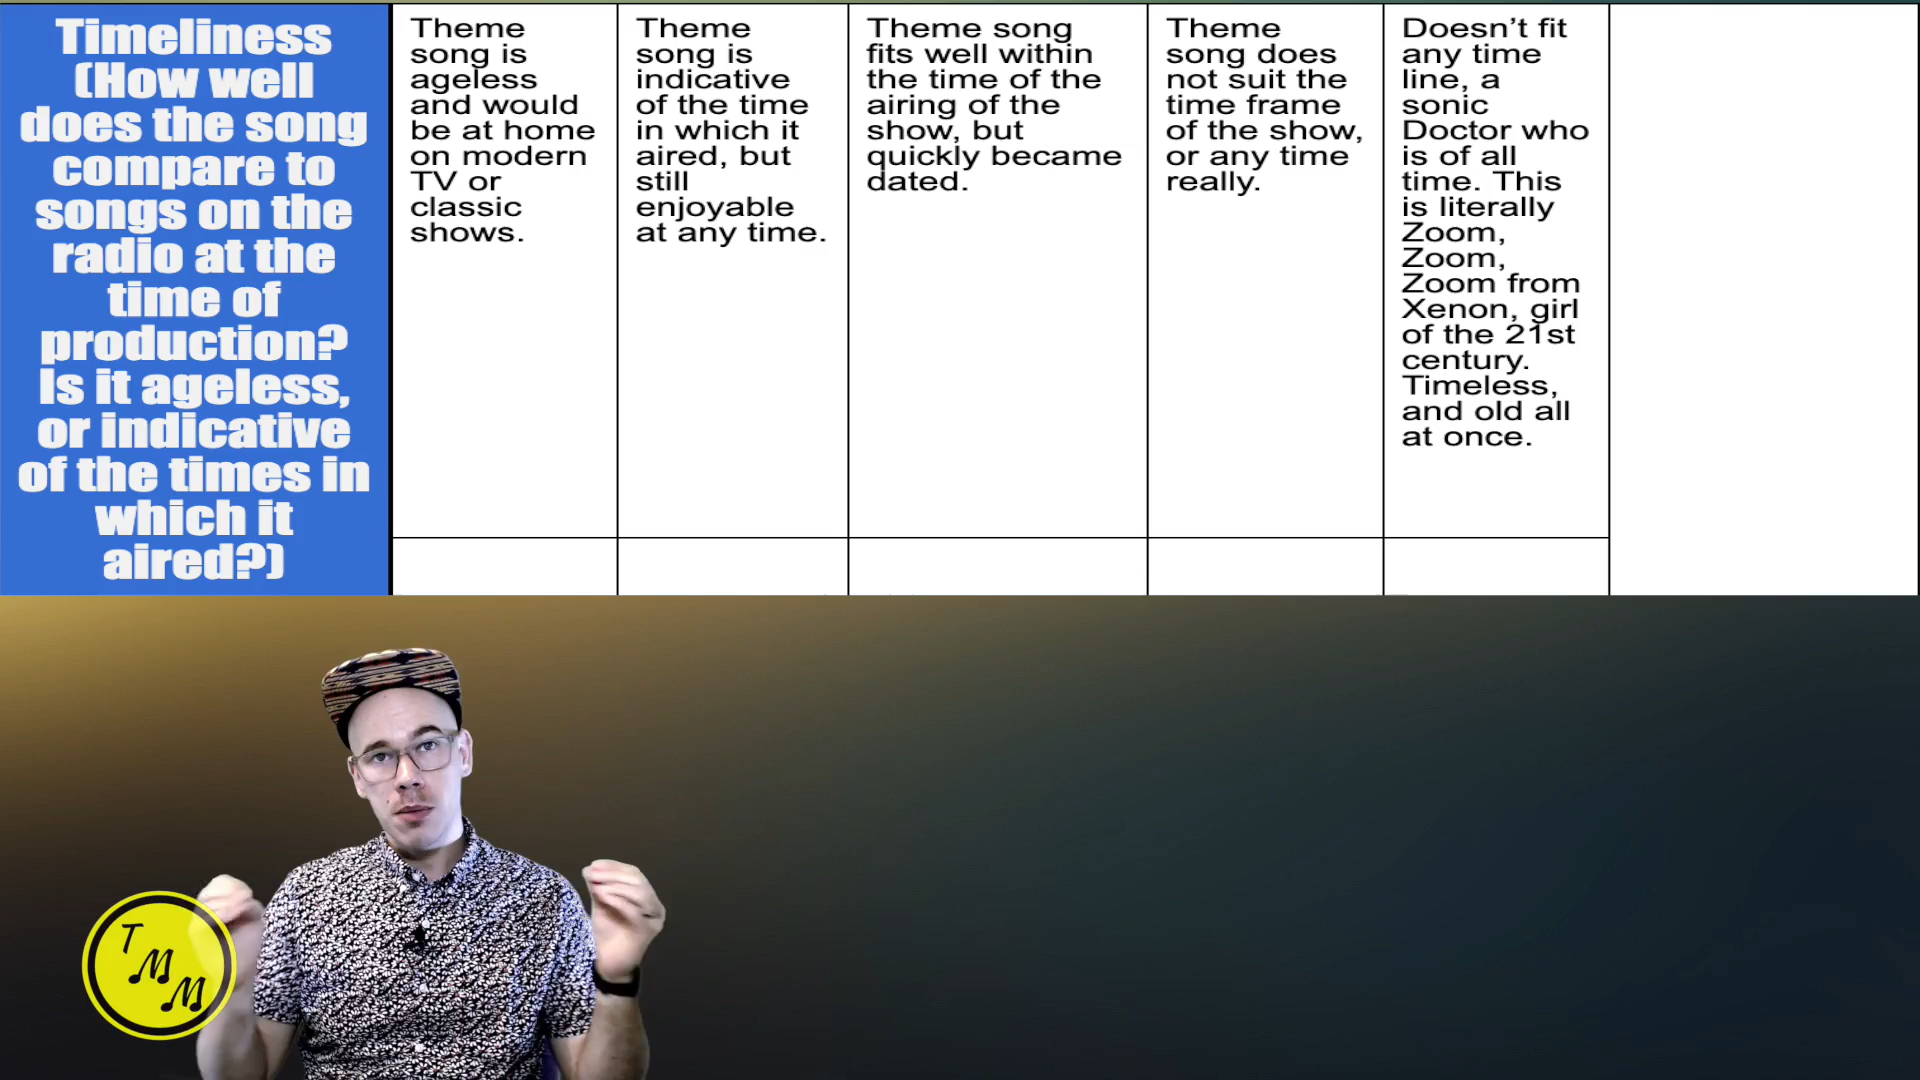 Timeliness
(How well
does the song
compare to
songs on the
radio at the
time of
production?
Is it ageless,
or indicative
of the times in
which it
aired?)
Theme
song is
ageless
and would
be at home
on modern
TV or
classic
shows.
Theme
song is
indicative
of the time
in which it
aired, but
still
enjoyable
at any time.
Theme song
fits well within
the time of the
airing of the
show, but
quickly became
dated.
Theme
song does
not suit the
time frame
of the show,
or any time
really.
Doesn’t fit
any time
line, a
sonic
Doctor who
is of all
time. This
is literally
Zoom,
Zoom,
Zoom from
Xenon, girl
of the 21st
century.
Timeless,
and old all
at once.
T
M
M